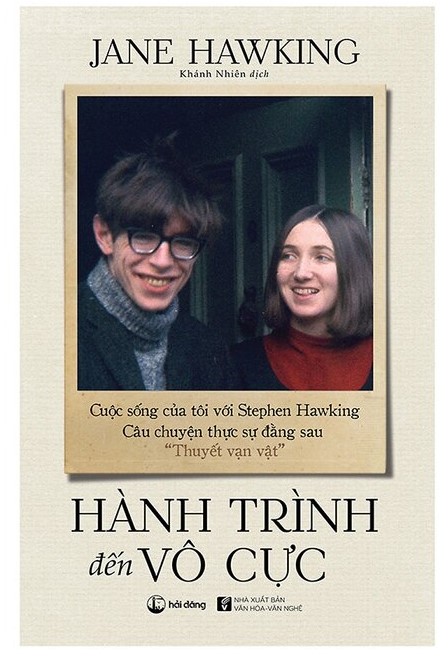 JANE HAWKING
Khánh Nhiên dịch
Cuộc sống của tôi với Stephen Hawking
Câu chuyện thực sự đằng sau
“Thuyết vạn vật”
HÀNH TRÌNH
đến VÔ CỰC
hải đăng
NHÀ XUẤT BẢN
VĂN HÓA-VĂN NGHỆ